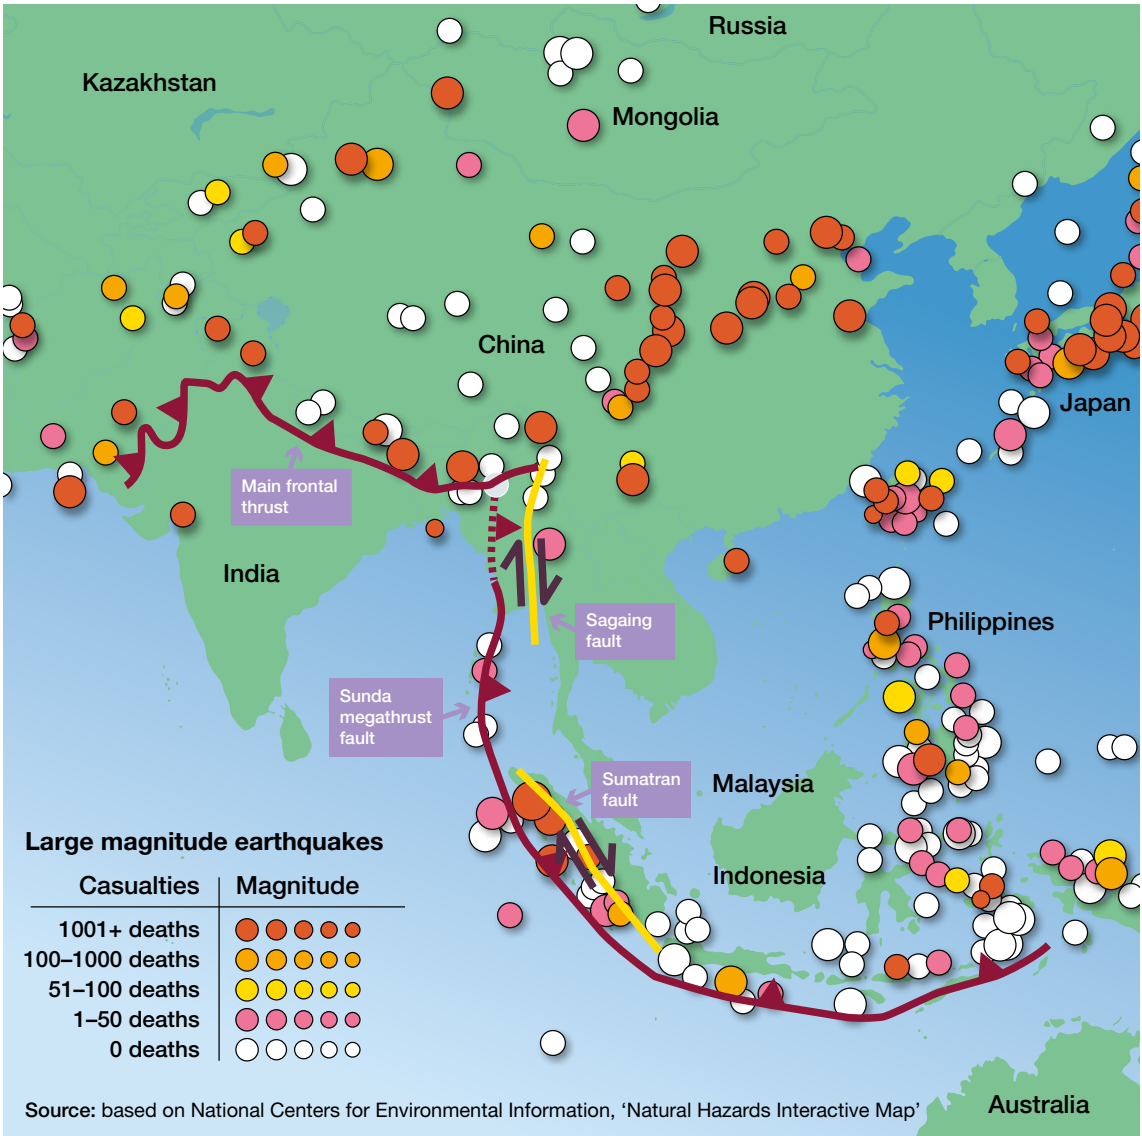 Russia
Kazakhstan
Mongolia
China
Japan
Main frontal
thrust
India
Sagaing
fault
Philippines
Sunda
megathrust
fault
Sumatran
fault
Malaysia
Indonesia
Large magnitude earthquakes
Casualties Magnitude
1001+ deaths
100–1000 deaths
51–100 deaths
1–50 deaths
0 deaths
Source: based on National Centers for Environmental Information, ‘Natural Hazards Interactive Map’
Australia